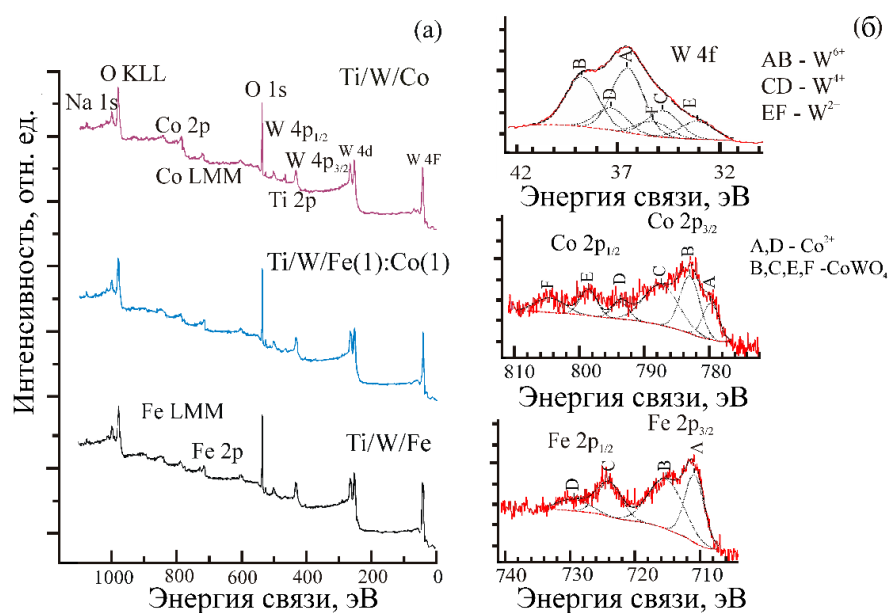 (а)
O KLL
Ti/W/Co
Na 1s
O 1s
Co 2p
W 4p1/2
W 4p3/2
W 4d
W 4F
Co LMM
Ti 2p
Ti/W/Fe(1):Co(1)
Fe LMM
Fe 2p
Ti/W/Fe
Интенсивность, отн. ед.
1000 800 600 400 200 0
Энергия связи, эВ
(б)
W 4f
B A D C F E
AB - W6+
CD - W4+
EF - W2−
42 37 32
Энергия связи, эВ
Co 2p3/2
Co 2p1/2
F E D C B A
A,D - Co2+
B,C,E,F -CoWO4
810 800 790 780
Энергия связи, эВ
Fe 2p3/2
Fe 2p1/2
D C B A
740 730 720 710
Энергия связи, эВ